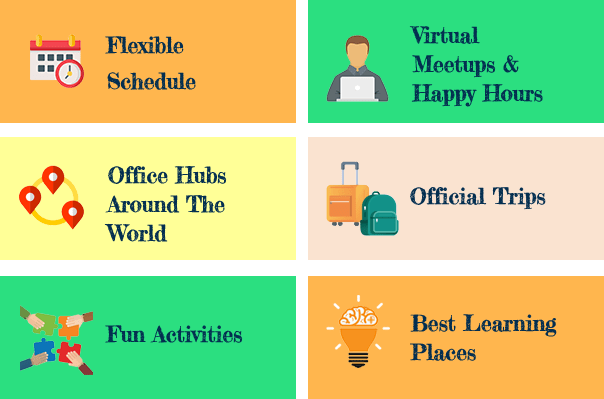 Flexible
Schedule
Virtual
Meetups &
Happy Hours
Office Hubs
Around The
World
Official Trips
Fun Activities
Best Learning
Places